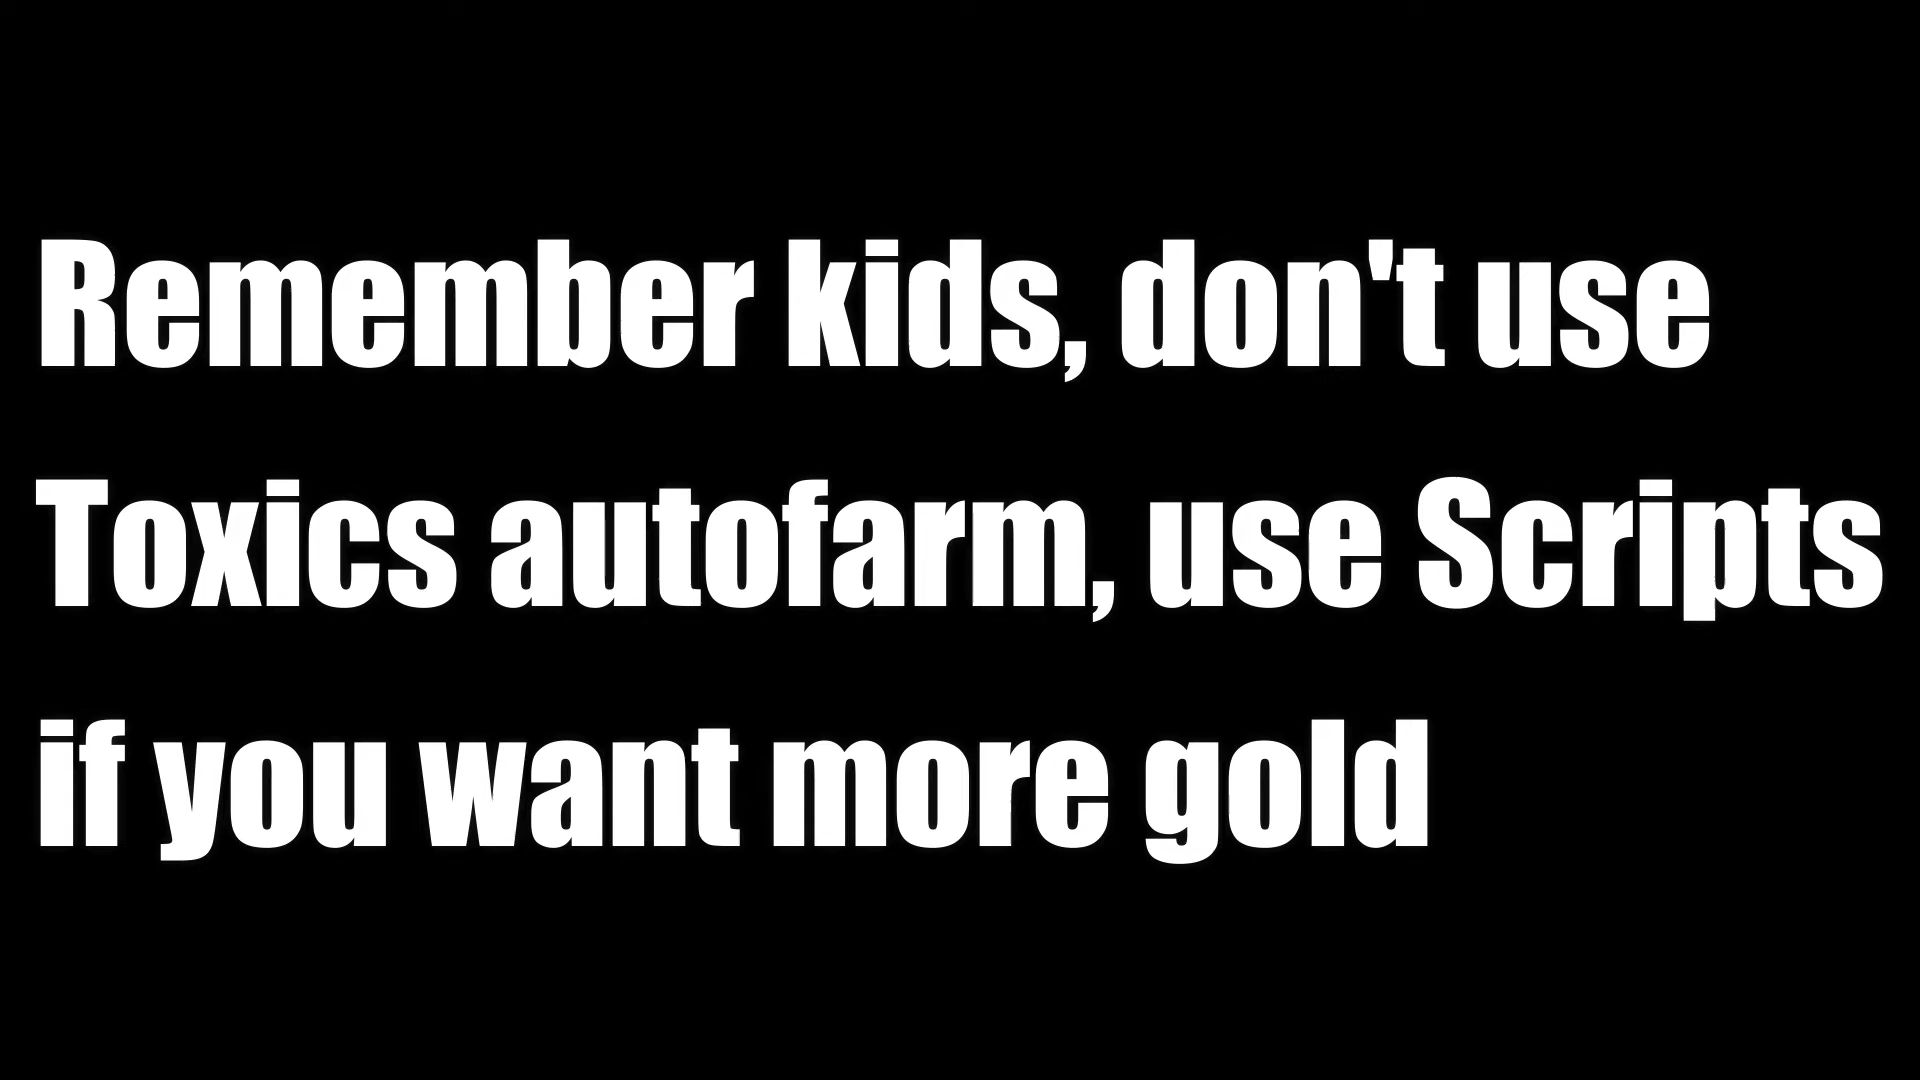 Remember kids, don't use
Toxics autofarm, use Scripts
if you want more gold